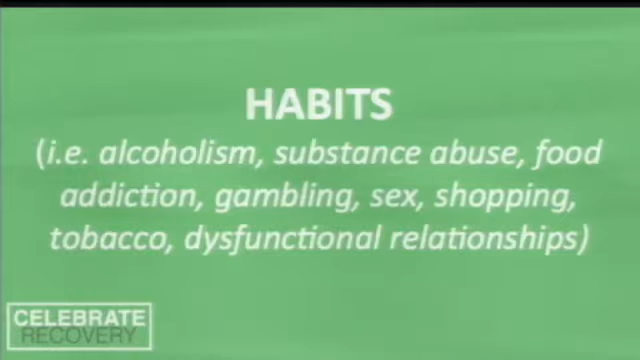 HABITS
(i.e. alcoholism, substance abuse, food
addiction, gambling, sex, shopping,
tobacco, dysfunctional relationships)
CELEBRATE
RECOVERY